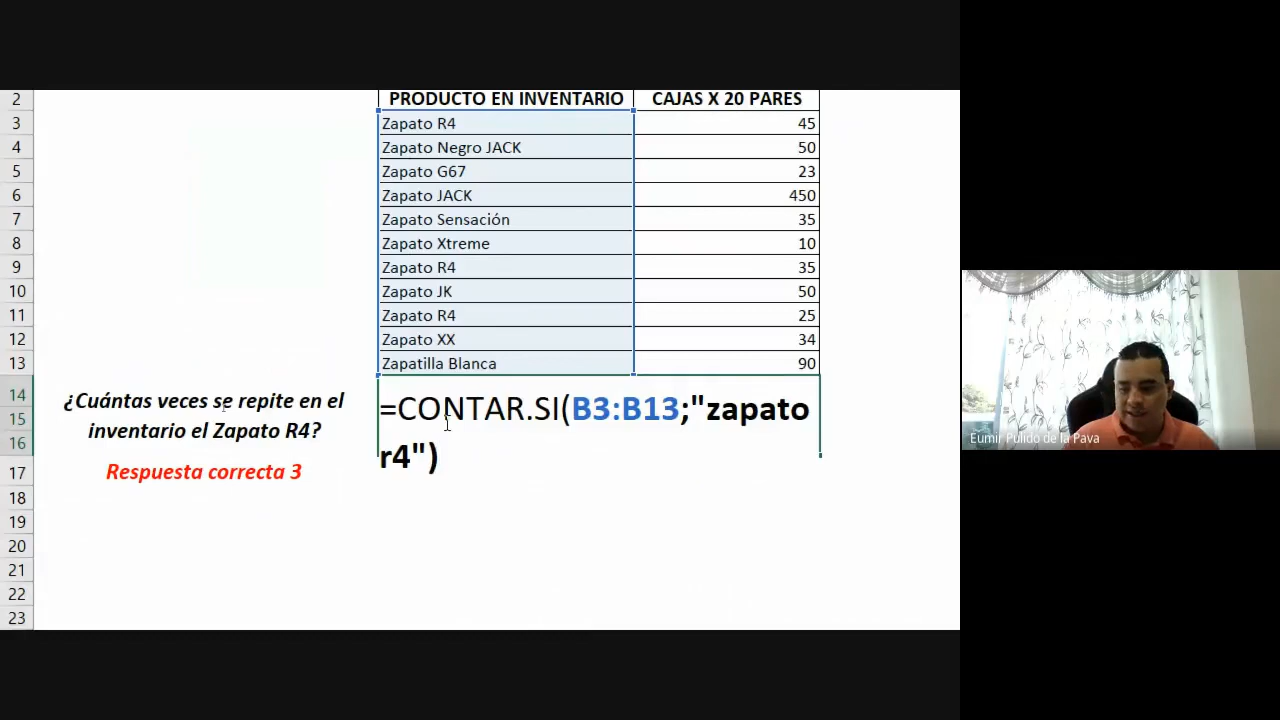 2 PRODUCTO EN INVENTARIO CAJAS X 20 PARES
3 Zapato R4 45
4 Zapato Negro JACK 50
5 Zapato G67 23
6 Zapato JACK 450
7 Zapato Sensación 35
8 Zapato Xtreme 10
9 Zapato R4 35
10 Zapato JK 50
11 Zapato R4 25
12 Zapato XX 34
13 Zapatilla Blanca 90
14
15
16
¿Cuántas veces se repite en el
inventario el Zapato R4?
=CONTAR.SI(B3:B13;"zapato
r4")
17 Respuesta correcta 3
18
19
20
21
22
23
Eumir Pulido de la Pava